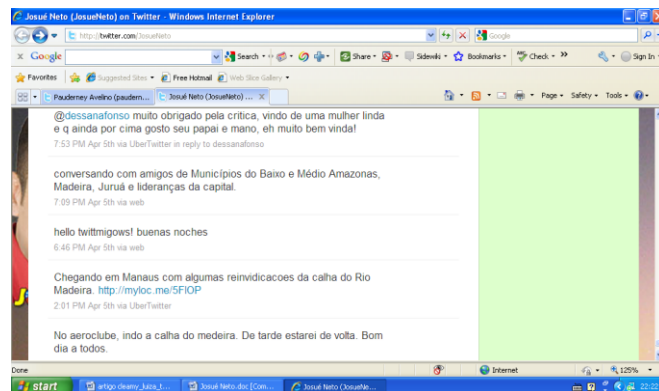 Josué Neto (JosueNeto) on Twitter - Windows Internet Explorer
http://twitter.com/JosueNeto
Google
Google Search Share Sidewiki Bookmarks Check >> Sign In
Favorites Suggested Sites Free Hotmail Web Slice Gallery
Pauderney Avelino (paudern... Josué Neto (JosueNeto) ... X Page Safety Tools
@dessanafonso muito obrigado pela crítica, vindo de uma mulher linda
e q ainda por cima gosto seu papai e mano, eh muito bem vinda!
7:53 PM Apr 5th via UberTwitter in reply to dessanafonso
conversando com amigos de Municípios do Baixo e Médio Amazonas,
Madeira, Juruá e lideranças da capital.
7:09 PM Apr 5th via web
hello twittmigows! buenas noches
6:46 PM Apr 5th via web
Chegando em Manaus com algumas reinvidicacoes da calha do Rio
Madeira. http://myloc.me/5FIOP
2:01 PM Apr 5th via UberTwitter
No aeroclube, indo a calha do medeira. De tarde estarei de volta. Bom
dia a todos.
Done Internet 125%
start artigo deamy_luiza_t... Josué Neto.doc [Com... Josué Neto (JosueNe... 22:22